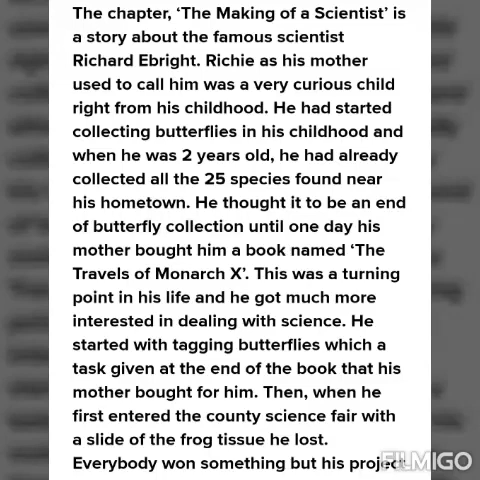 The chapter, ‘The Making of a Scientist’ is
a story about the famous scientist
Richard Ebright. Richie as his mother
used to call him was a very curious child
right from his childhood. He had started
collecting butterflies in his childhood and
when he was 2 years old, he had already
collected all the 25 species found near
his hometown. He thought it to be an end
of butterfly collection until one day his
mother bought him a book named ‘The
Travels of Monarch X’. This was a turning
point in his life and he got much more
interested in dealing with science. He
started with tagging butterflies which a
task given at the end of the book that his
mother bought for him. Then, when he
first entered the county science fair with
a slide of the frog tissue he lost.
Everybody won something but his project
FILMIGO